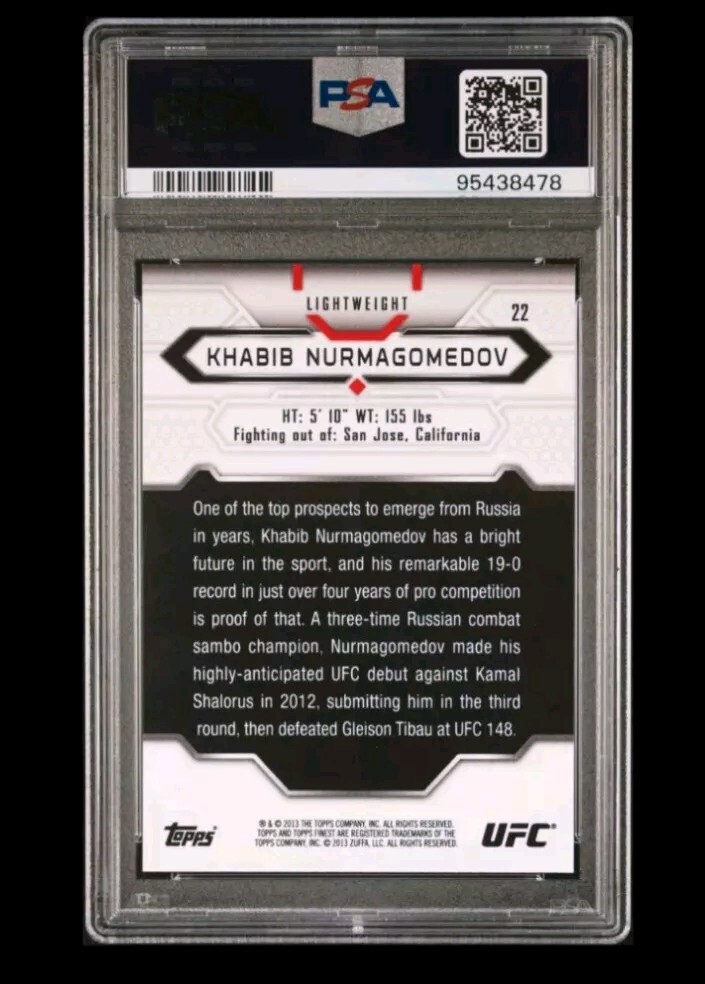 PSA
95438478
LIGHTWEIGHT
22
KHABIB NURMAGOMEDOV
HT: 5' 10" WT: 155 lbs
Fighting out of: San Jose, California
One of the top prospects to emerge from Russia
in years, Khabib Nurmagomedov has a bright
future in the sport, and his remarkable 19-0
record in just over four years of pro competition
is proof of that. A three-time Russian combat
sambo champion, Nurmagomedov made his
highly-anticipated UFC debut against Kamal
Shalorus in 2012, submitting him in the third
round, then defeated Gleison Tibau at UFC 148.
topps®
® & © 2013 THE TOPPS COMPANY, INC. ALL RIGHTS RESERVED.
TOPPS AND TOPPS FINEST ARE REGISTERED TRADEMARKS OF THE
TOPPS COMPANY, INC. © 2013 ZUFFA, LLC. ALL RIGHTS RESERVED.
UFC®
PSA